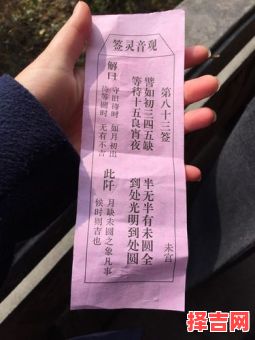 观音灵签
第八十三签 未宫
譬如初三四五缺 半无半有未圆全
等待十五良宵夜 到处光明到处圆
解曰
守旧待时 如月初出
待等圆时 无有不吉
此阡
月缺未圆之象凡事
候时则吉也
择吉网